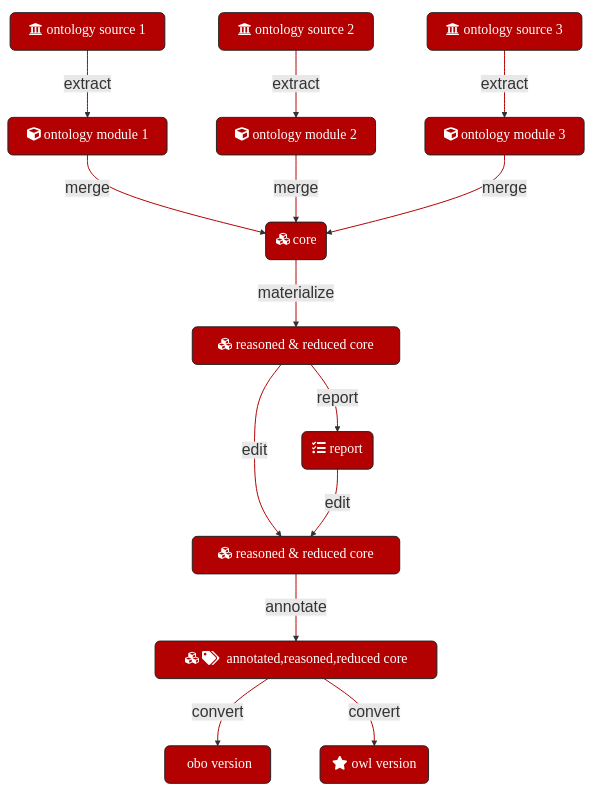 ontology source 1
ontology source 2
ontology source 3
extract
extract
extract
ontology module 1
ontology module 2
ontology module 3
merge
merge
merge
core
materialize
reasoned & reduced core
report
edit
report
edit
reasoned & reduced core
annotate
annotated,reasoned,reduced core
convert
convert
obo version
owl version